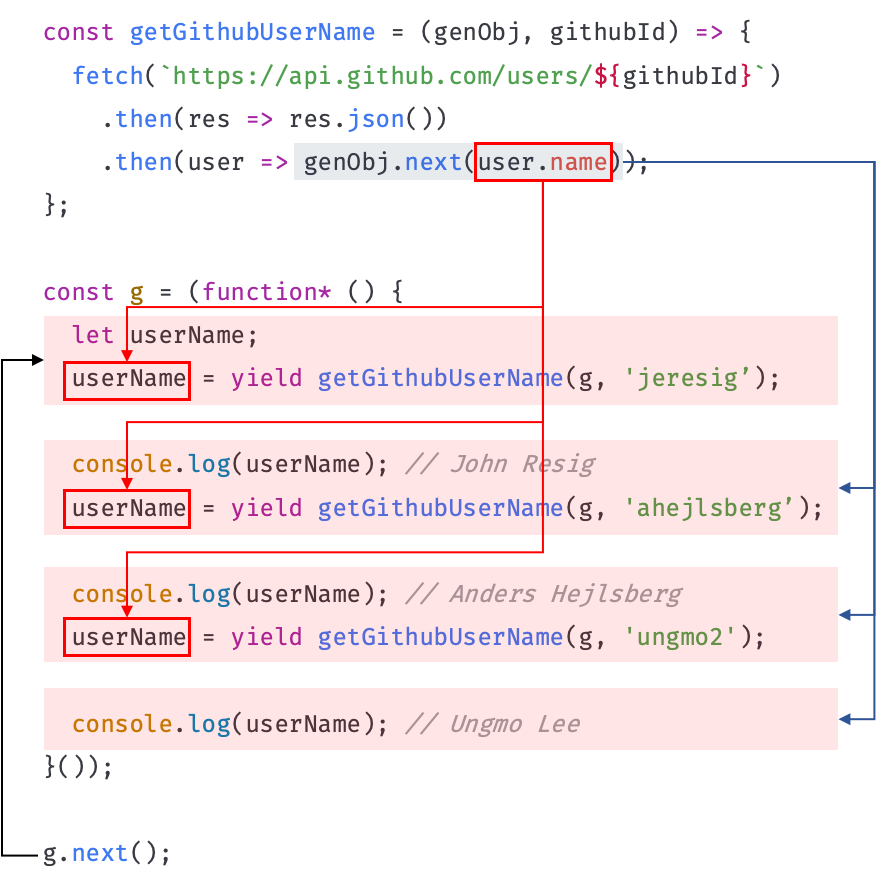 const getGithubUserName = (genObj, githubId) => {
  fetch(`https://api.github.com/users/${githubId}`)
    .then(res => res.json())
    .then(user => genObj.next(user.name));
};
const g = (function* () {
  let userName;
  userName = yield getGithubUserName(g, 'jeresig’);
  console.log(userName); // John Resig
  userName = yield getGithubUserName(g, 'ahejlsberg’);
  console.log(userName); // Anders Hejlsberg
  userName = yield getGithubUserName(g, 'ungmo2');
  console.log(userName); // Ungmo Lee
}());
g.next();